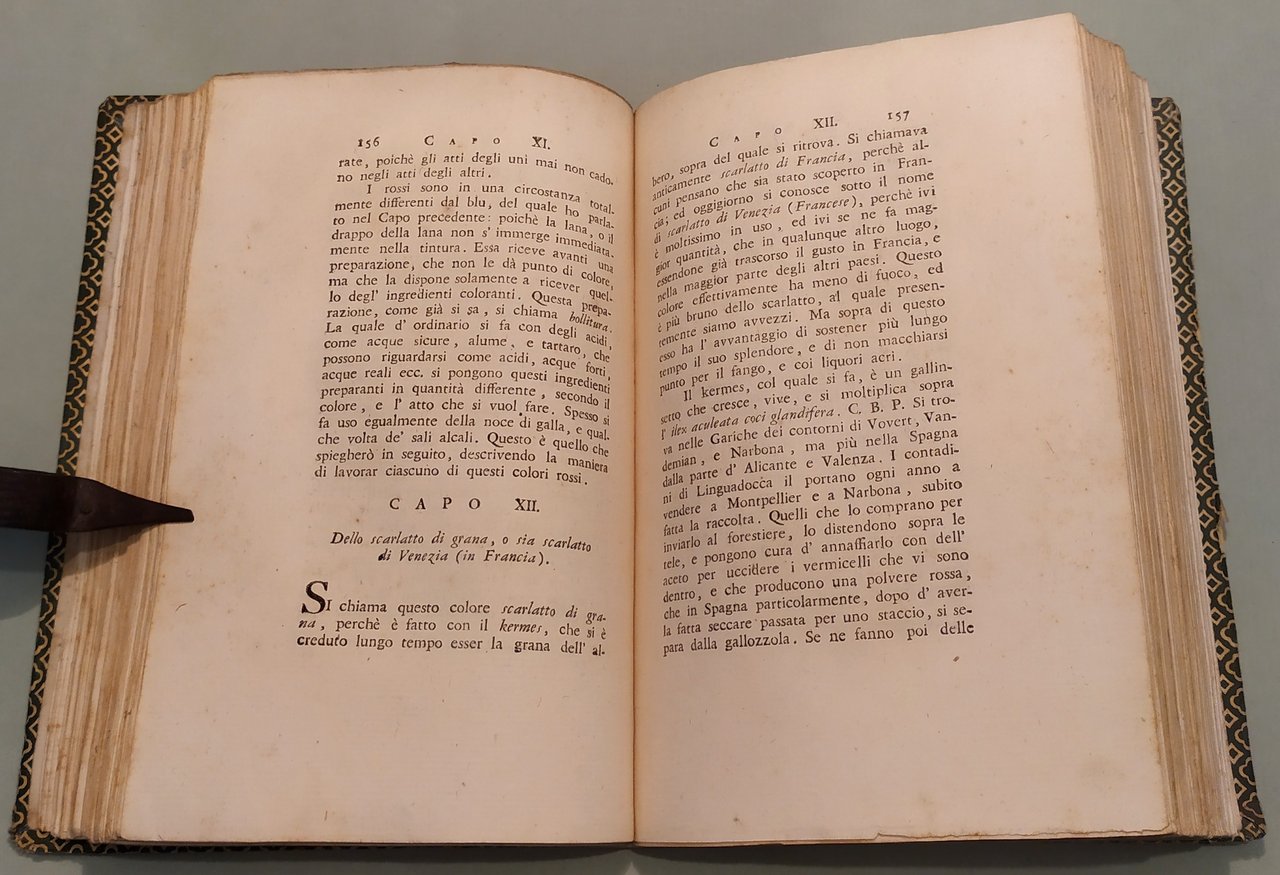 156 CAPO XI.
rate, poichè gli atti degli uni mai non cado-
no negli atti degli altri.
I rossi sono in una circostanza total-
mente differenti dal blu, del quale ho parla-
to nel Capo precedente: poichè la lana, o il
drappo della lana non s' immerge immediata-
mente nella tintura. Essa riceve avanti una
preparazione, che non le dà punto di colore,
ma che la dispone solamente a ricever quel-
lo degl' ingredienti coloranti. Questa prepa-
razione, come già si sa, si chiama bollitura.
La quale d' ordinario si fa con degli acidi,
come acque sicure, alume, e tartaro, che
possono riguardarsi come acidi, acque forti,
acque reali ecc. si pongono questi ingredienti
preparanti in quantità differente, secondo il
colore, e l' atto che si vuol fare. Spesso si
fa uso egualmente della noce di galla, e qual-
che volta de' sali alcali. Questo è quello che
spiegherò in seguito, descrivendo la maniera
di lavorar ciascuno di questi colori rossi.
CAPO XII.
Dello scarlatto di grana, o sia scarlatto
di Venezia (in Francia).
SI chiama questo colore scarlatto di gra-
na, perchè è fatto con il kermes, che si è
creduto lungo tempo esser la grana dell' al-
CAPO XII. 157
bero, sopra del quale si ritrova. Si chiamava
anticamente scarlatto di Francia, perchè al-
cuni pensano che sia stato scoperto in Fran-
cia; ed oggigiorno si conosce sotto il nome
di scarlatto di Venezia (Francese), perchè ivi
è moltissimo in uso, ed ivi se ne fa mag-
gior quantità, che in qualunque altro luogo,
essendone già trascorso il gusto in Francia, e
nella maggior parte degli altri paesi. Questo
colore effettivamente ha meno di fuoco, ed
è più bruno dello scarlatto, al quale presen-
temente siamo avvezzi. Ma sopra di questo
esso ha l' avvantaggio di sostener più lungo
tempo il suo splendore, e di non macchiarsi
punto per il fango, e coi liquori acri.
Il kermes, col quale si fa, è un gallin-
setto che cresce, vive, e si moltiplica sopra
l' ilex aculeata coci glandifera. C. B. P. Si tro-
va nelle Gariche dei contorni di Vovert, Van-
demian, e Narbona, ma più nella Spagna
dalla parte d' Alicante e Valenza. I contadi-
ni di Linguadocca il portano ogni anno a
vendere a Montpellier e a Narbona, subito
fatta la raccolta. Quelli che lo comprano per
inviarlo al forestiere, lo distendono sopra le
tele, e pongono cura d' annaffiarlo con dell'
aceto per uccidere i vermicelli che vi sono
dentro, e che producono una polvere rossa,
che in Spagna particolarmente, dopo d' aver-
la fatta seccare passata per uno staccio, si se-
para dalla gallozzola. Se ne fanno poi delle